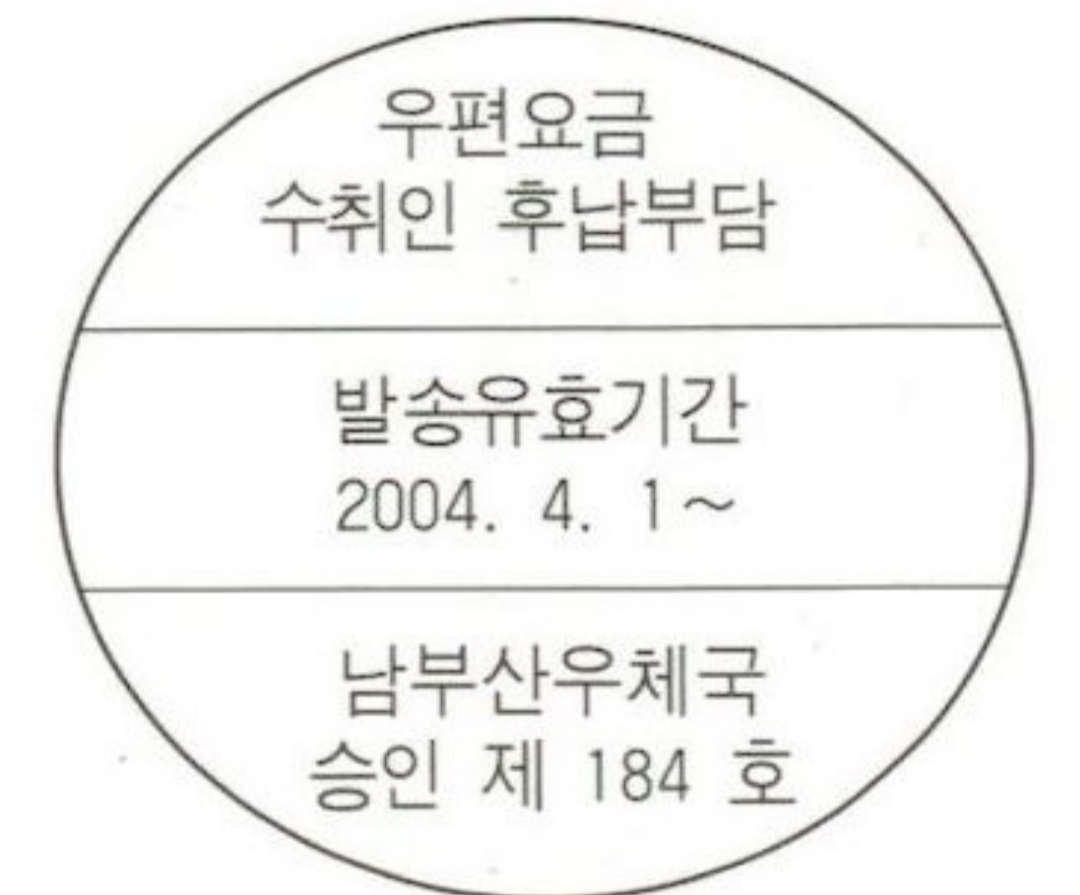 우편요금
수취인 후납부담
발송유효기간
2004. 4. 1~
남부산우체국
승인 제 184 호